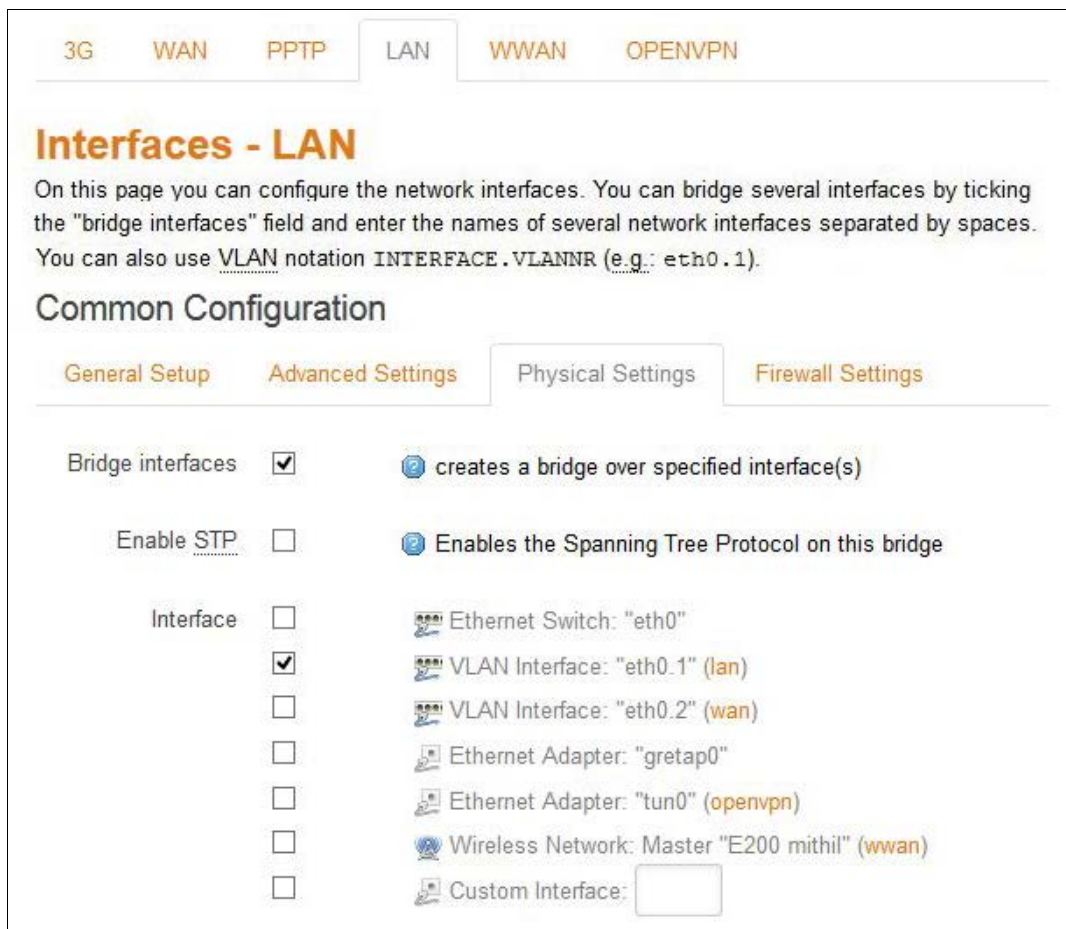 3G WAN PPTP LAN WWAN OPENVPN
Interfaces - LAN
On this page you can configure the network interfaces. You can bridge several interfaces by ticking
the "bridge interfaces" field and enter the names of several network interfaces separated by spaces.
You can also use VLAN notation INTERFACE.VLANNR (e.g.: eth0.1).
Common Configuration
General Setup Advanced Settings Physical Settings Firewall Settings
Bridge interfaces creates a bridge over specified interface(s)
Enable STP Enables the Spanning Tree Protocol on this bridge
Interface Ethernet Switch: "eth0"
VLAN Interface: "eth0.1" (lan)
VLAN Interface: "eth0.2" (wan)
Ethernet Adapter: "gretap0"
Ethernet Adapter: "tun0" (openvpn)
Wireless Network: Master "E200 mithil" (wwan)
Custom Interface: